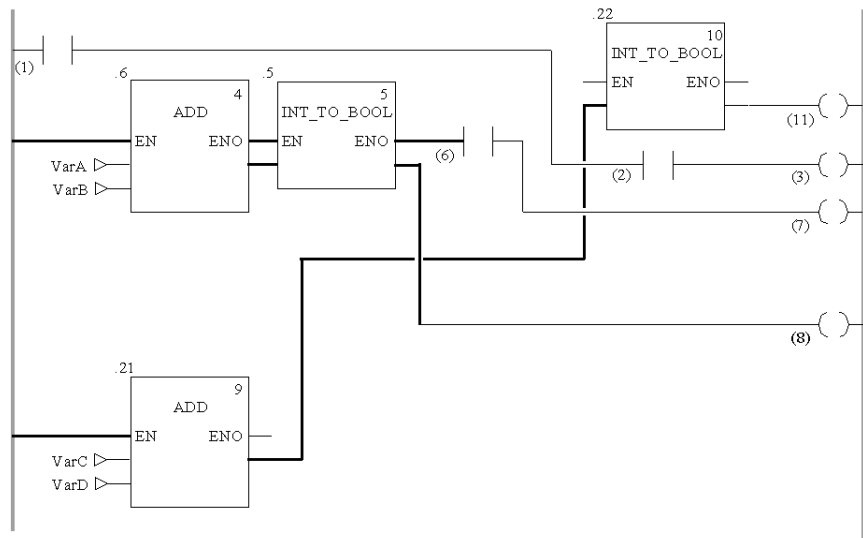 .22
10
INT_TO_BOOL
EN ENO
(11)
(1)
.6
4
ADD
EN ENO
VarA
VarB
.5
5
INT_TO_BOOL
EN ENO
(6)
(2)
(3)
(7)
(8)
.21
9
ADD
EN ENO
VarC
VarD